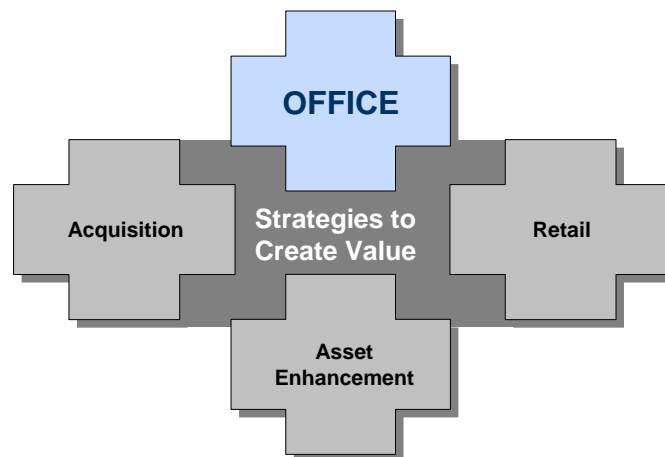 OFFICE
Acquisition
Strategies to
Create Value
Retail
Asset
Enhancement